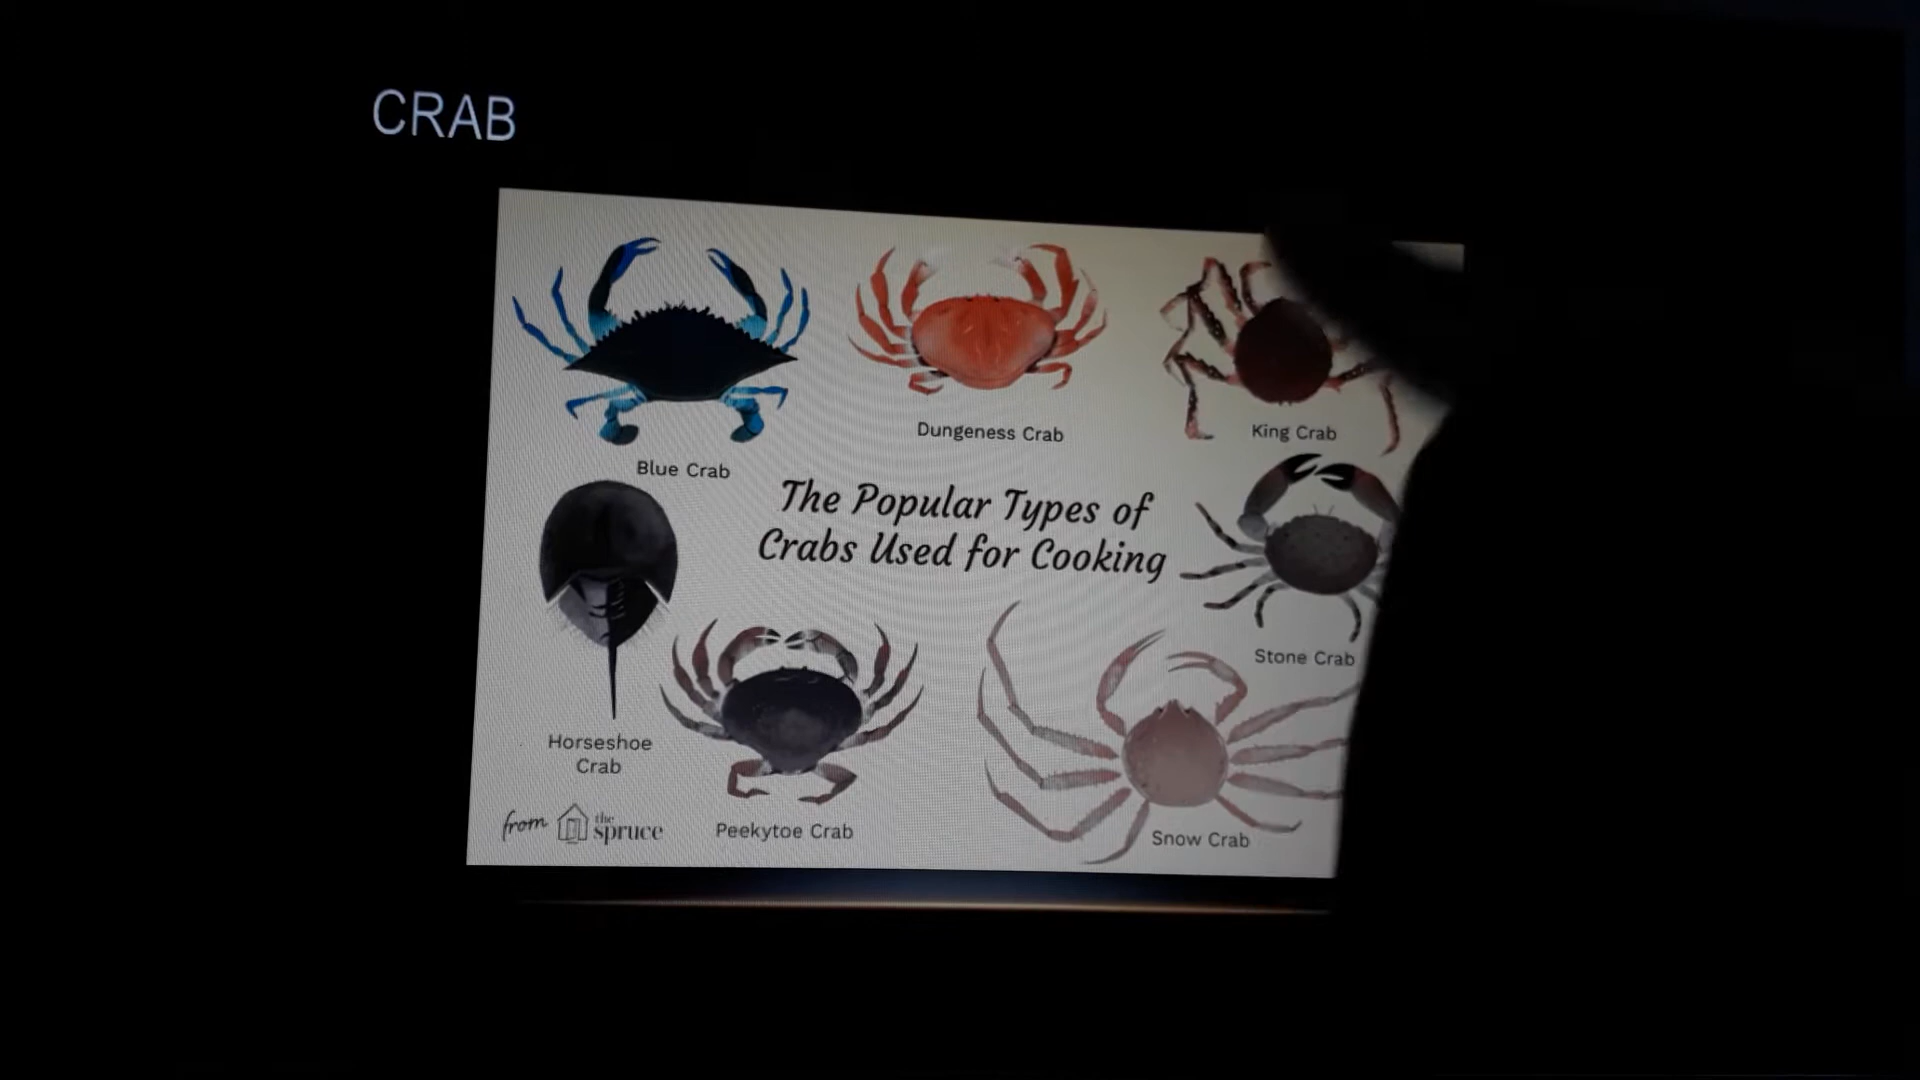 CRAB
Dungeness Crab
King Crab
Blue Crab
The Popular Types of
Crabs Used for Cooking
Stone Crab
Horseshoe
Crab
from the spruce
Peekytoe Crab
Snow Crab